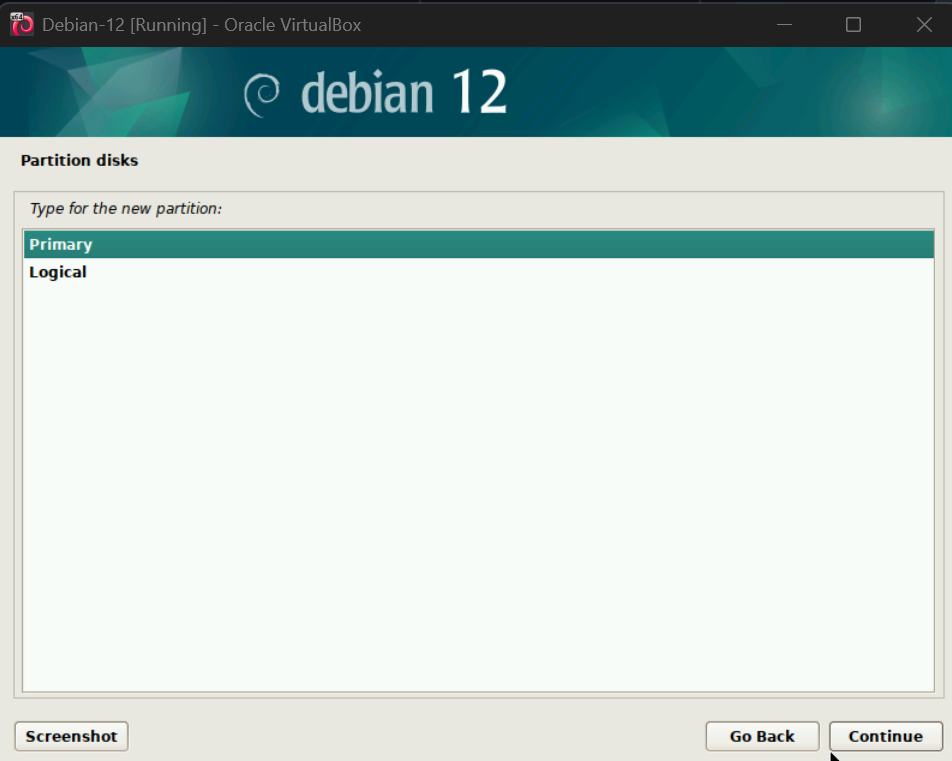 x64
Debian-12 [Running] - Oracle VirtualBox
debian 12
Partition disks
Type for the new partition:
Primary
Logical
Screenshot
Go Back
Continue